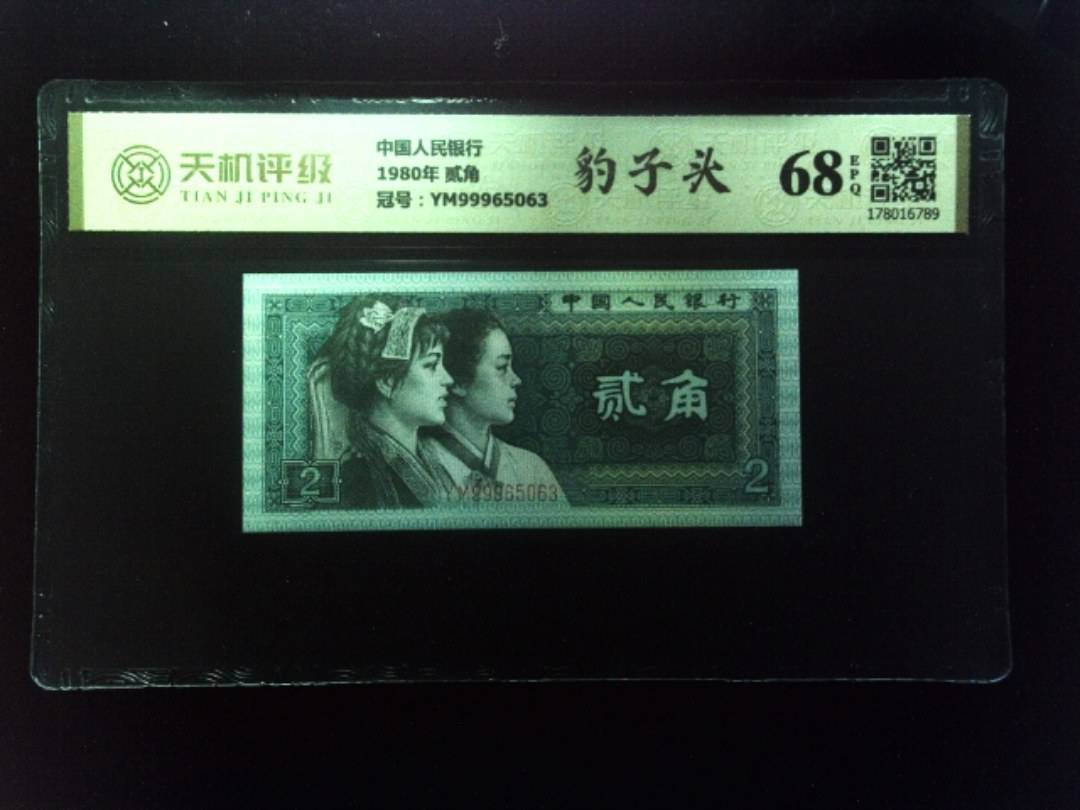 天机评级
TIAN JI PING JI
中国人民银行
1980年 贰角
冠号：YM99965063
豹子头
68
EPQ
178016789
中国人民银行
贰角
2
2
YM99965063